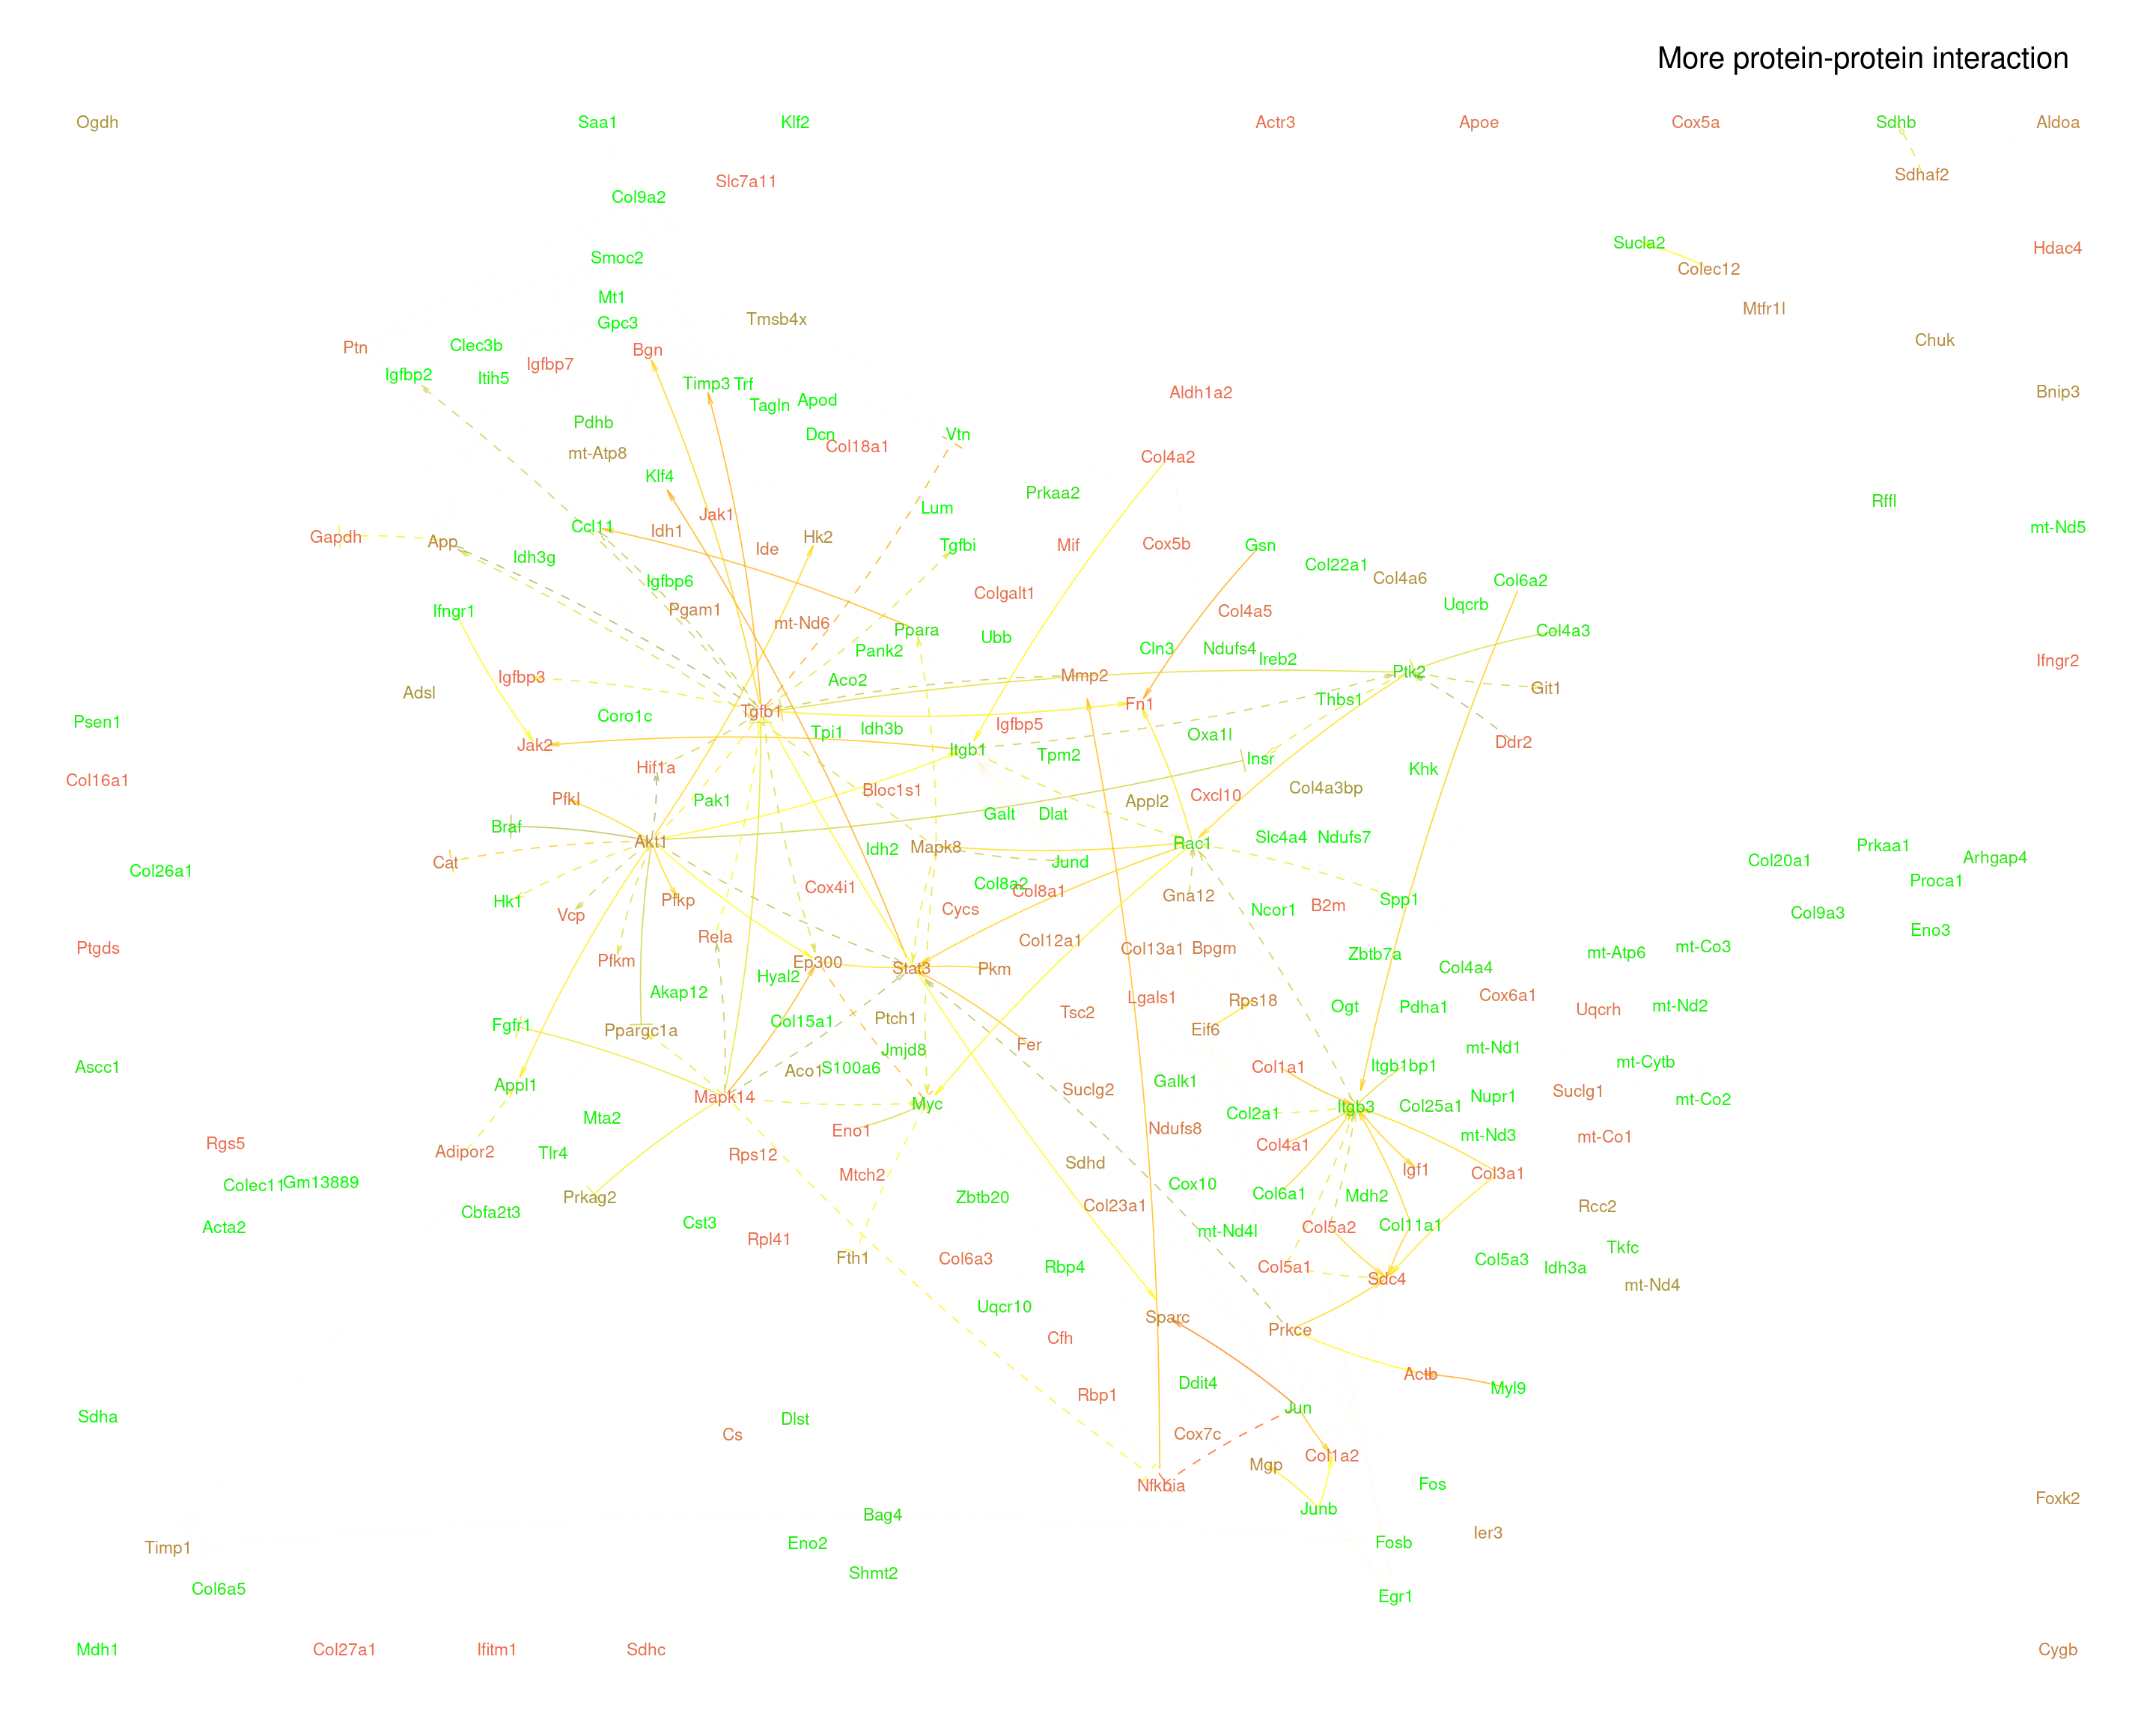 More protein-protein interaction
Ogdh
Saa1
Klf2
Actr3
Apoe
Cox5a
Sdhb
Aldoa
Sdhaf2
Slc7a11
Col9a2
Sucla2
Hdac4
Smoc2
Colec12
Mt1
Mtfr1l
Tmsb4x
Gpc3
Chuk
Clec3b
Ptn
Bgn
Igfbp7
Igfbp2
Itih5
Timp3
Trf
Aldh1a2
Bnip3
Apod
Tagln
Pdhb
Dcn
Vtn
Col18a1
mt-Atp8
Col4a2
Klf4
Prkaa2
Rffl
Lum
Jak1
Ccl11
mt-Nd5
Idh1
Gapdh
App
Hk2
Ide
Tgfbi
Mif
Cox5b
Gsn
Idh3g
Col22a1
Col4a6
Igfbp6
Col6a2
Colgalt1
Uqcrb
Ifngr1
Pgam1
Col4a5
mt-Nd6
Ppara
Col4a3
Ubb
Pank2
Cln3
Ndufs4
Ireb2
Ifngr2
Ptk2
Igfbp3
Aco2
Mmp2
Git1
Adsl
Thbs1
Fn1
Tgfb1
Psen1
Coro1c
Igfbp5
Tpi1
Idh3b
Oxa1l
Ddr2
Jak2
Itgb1
Tpm2
Insr
Hif1a
Khk
Col16a1
Bloc1s1
Col4a3bp
Pfkl
Pak1
Appl2
Cxcl10
Galt
Dlat
Braf
Slc4a4
Ndufs7
Akt1
Rac1
Idh2
Mapk8
Prkaa1
Arhgap4
Cat
Jund
Col20a1
Col26a1
Proca1
Col8a2
Col8a1
Cox4i1
Gna12
Hk1
Pfkp
Spp1
Vcp
Cycs
Ncor1
B2m
Col9a3
Eno3
Rela
Col12a1
Ptgds
Col13a1
Bpgm
Zbtb7a
mt-Atp6
mt-Co3
Pfkm
Ep300
Stat3
Pkm
Col4a4
Hyal2
Akap12
Lgals1
Rps18
Cox6a1
Ogt
Pdha1
Uqcrh
mt-Nd2
Tsc2
Col15a1
Ptch1
Fgfr1
Ppargc1a
Eif6
Fer
Jmjd8
mt-Nd1
Ascc1
Aco1
S100a6
Col1a1
Itgb1bp1
mt-Cytb
Appl1
Galk1
Suclg2
Suclg1
Mapk14
Myc
Nupr1
mt-Co2
Itgb3
Col25a1
Col2a1
Mta2
Eno1
Ndufs8
mt-Nd3
mt-Co1
Rgs5
Col4a1
Adipor2
Tlr4
Rps12
Sdhd
Igf1
Col3a1
Mtch2
Colec11
Gm13889
Cox10
Prkag2
Zbtb20
Col6a1
Mdh2
Col23a1
Rcc2
Cbfa2t3
Cst3
Acta2
mt-Nd4l
Col5a2
Col11a1
Rpl41
Tkfc
Fth1
Col6a3
Rbp4
Col5a1
Col5a3
Idh3a
Sdc4
mt-Nd4
Uqcr10
Sparc
Prkce
Cfh
Actb
Ddit4
Myl9
Rbp1
Jun
Sdha
Dlst
Cs
Cox7c
Col1a2
Mgp
Nfkbia
Fos
Foxk2
Junb
Bag4
Ier3
Timp1
Eno2
Fosb
Shmt2
Col6a5
Egr1
Mdh1
Col27a1
Ifitm1
Sdhc
Cygb